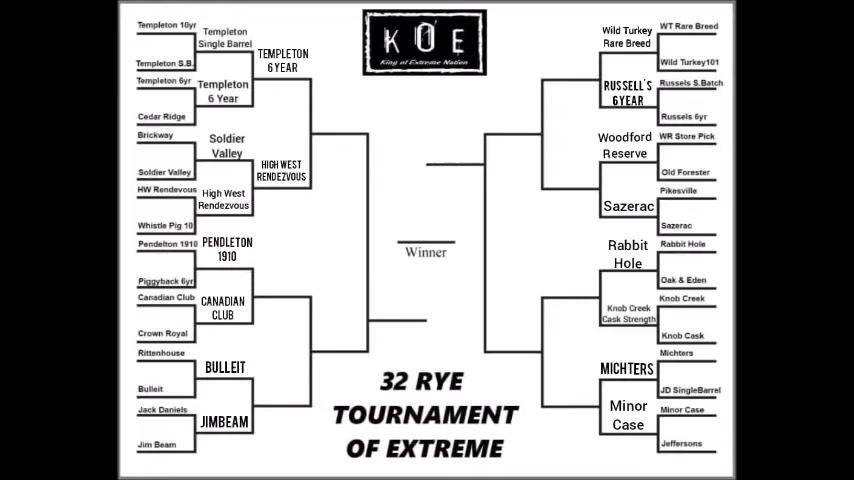 Templeton 10yr
Templeton S.B.
Templeton 6yr
Cedar Ridge
Brickway
Soldier Valley
HW Rendevous
Whistle Pig 10
Pendelton 1910
Piggyback 6yr
Canadian Club
Crown Royal
Rittenhouse
Bulleit
Jack Daniels
Jim Beam
Templeton
Single Barrel
Templeton
6 Year
Soldier
Valley
High West
Rendezvous
PENDLETON
1910
CANADIAN
CLUB
BULLEIT
JIMBEAM
TEMPLETON
6 YEAR
HIGH WEST
RENDEZVOUS
KOE
King of Extreme Nation
Winner
32 RYE
TOURNAMENT
OF EXTREME
Wild Turkey
Rare Breed
RUSSELL'S
6 YEAR
Woodford
Reserve
Sazerac
Rabbit
Hole
Knob Creek
Cask Strength
MICHTERS
Minor
Case
WT Rare Breed
Wild Turkey101
Russels S.Batch
Russels 6yr
WR Store Pick
Old Forester
Pikesville
Sazerac
Rabbit Hole
Oak & Eden
Knob Creek
Knob Cask
Michters
JD SingleBarrel
Minor Case
Jeffersons